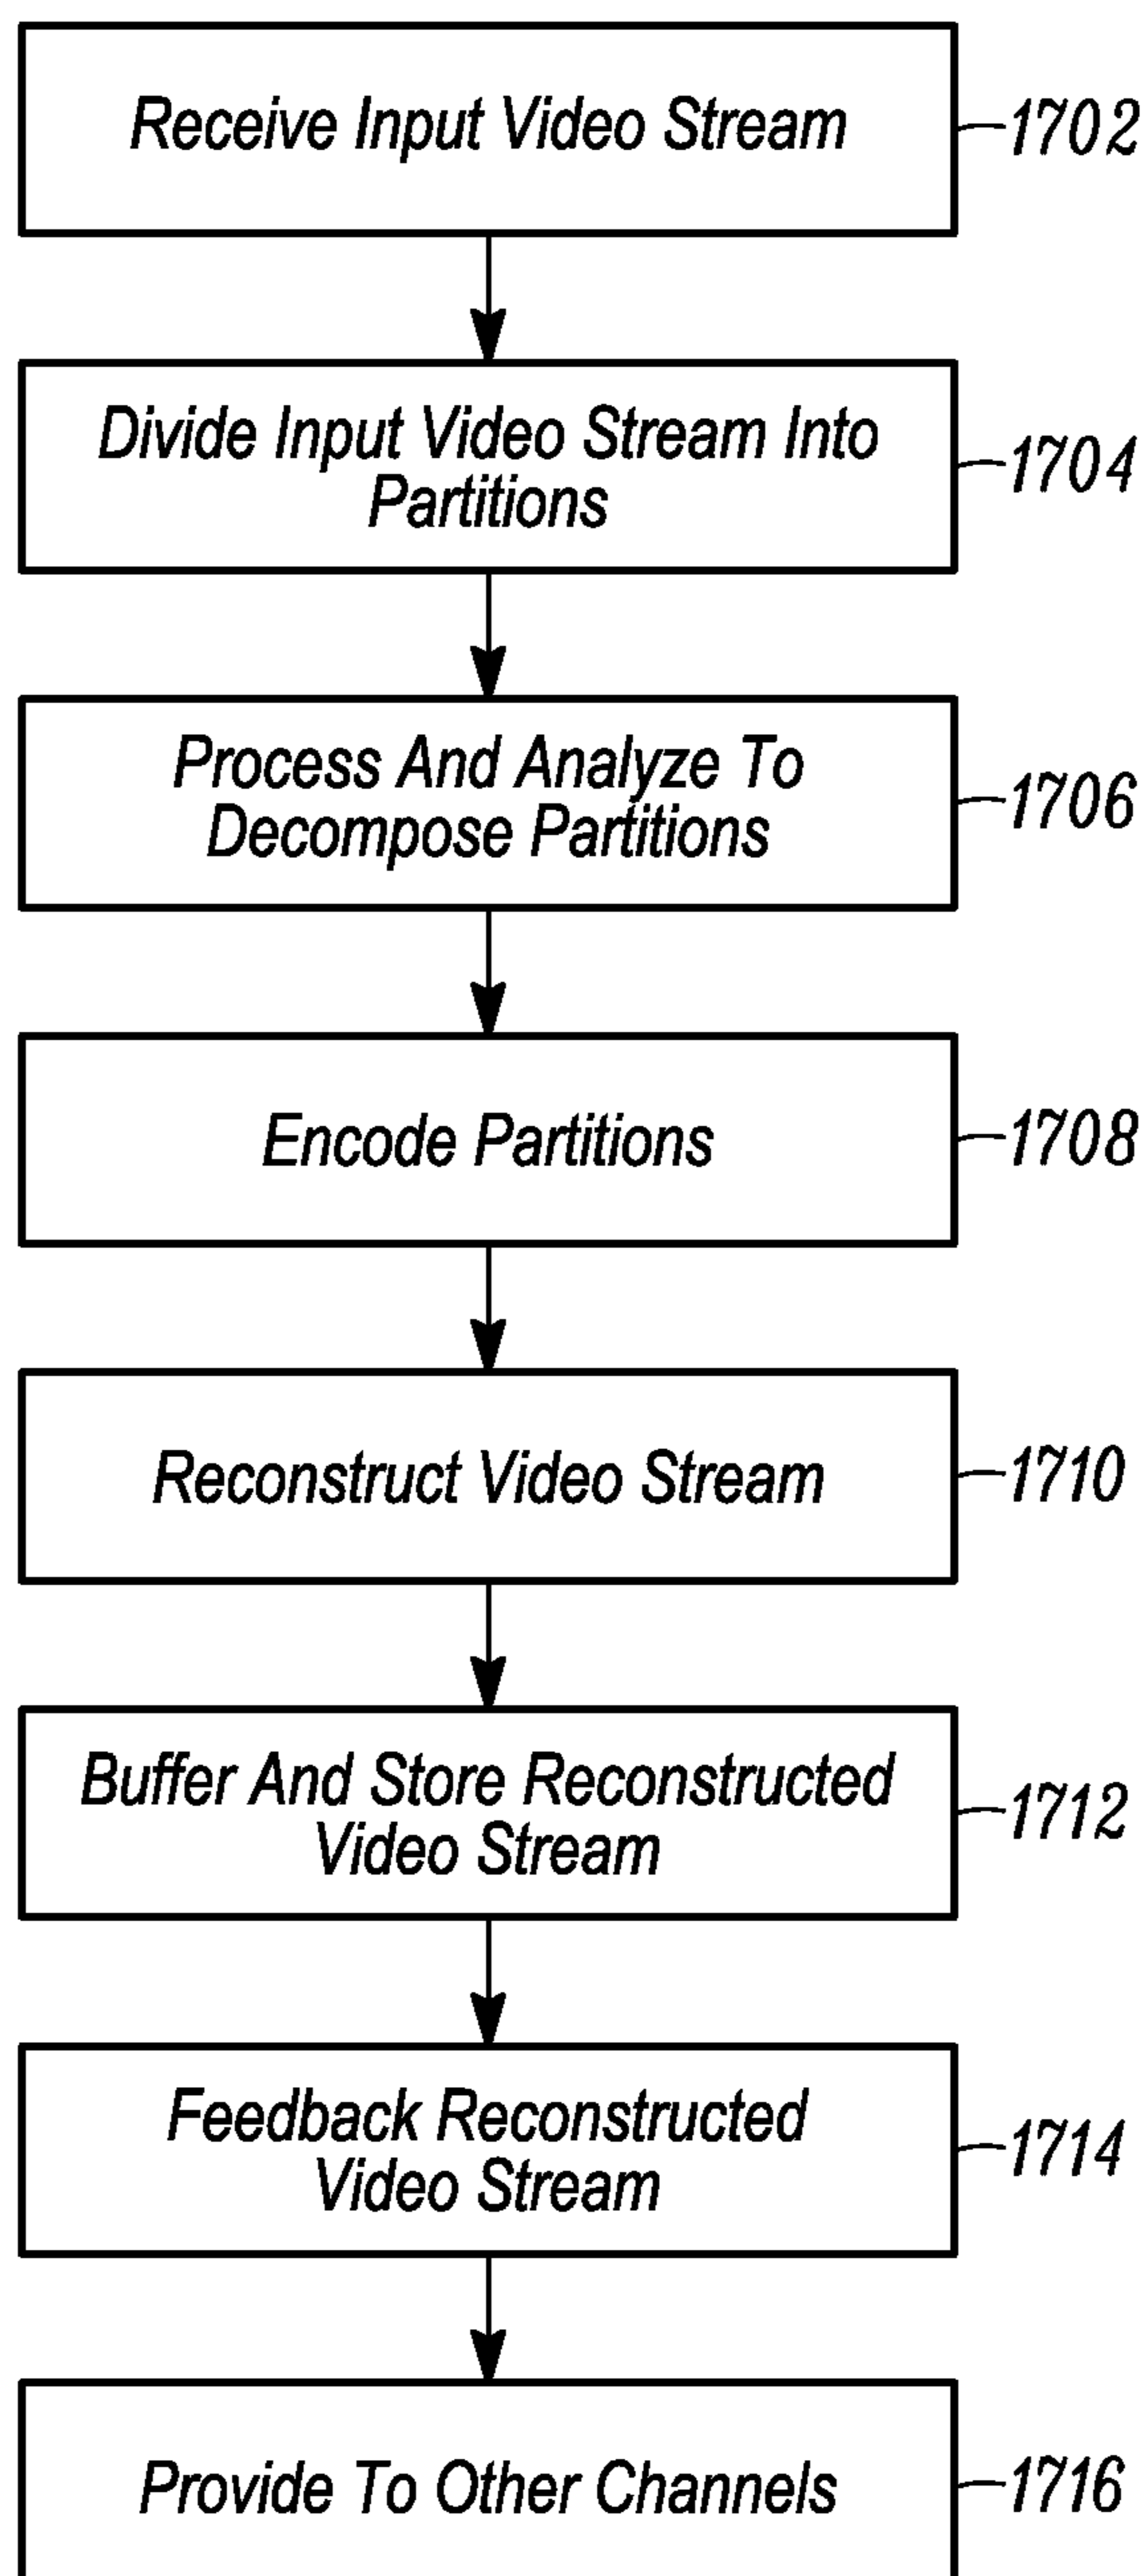 Receive Input Video Stream
1702
Divide Input Video Stream Into
Partitions
1704
Process And Analyze To
Decompose Partitions
1706
Encode Partitions
1708
Reconstruct Video Stream
1710
Buffer And Store Reconstructed
Video Stream
1712
Feedback Reconstructed
Video Stream
1714
Provide To Other Channels
1716